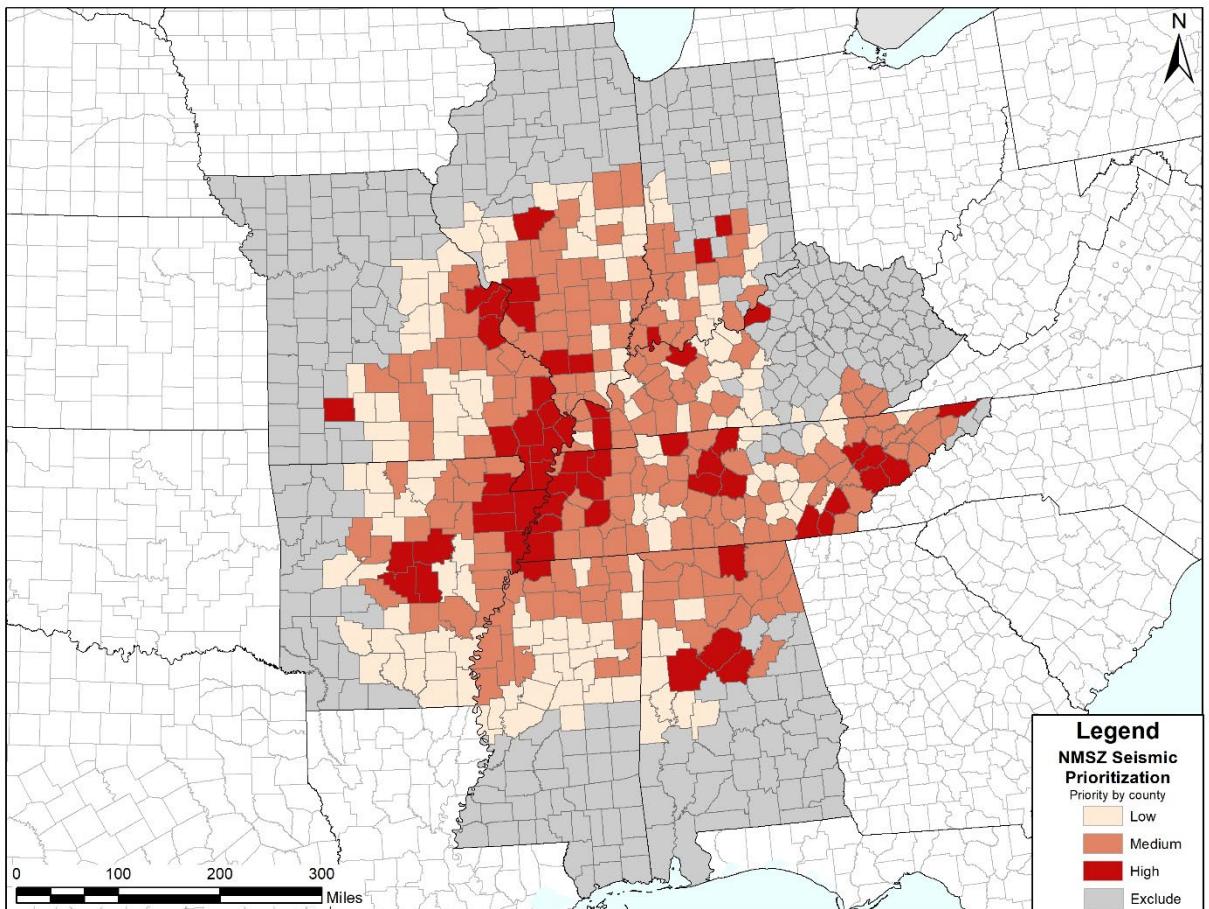 N
Legend
NMSZ Seismic
Prioritization
Priority by county
Low
Medium
High
Exclude
0 100 200 300
Miles